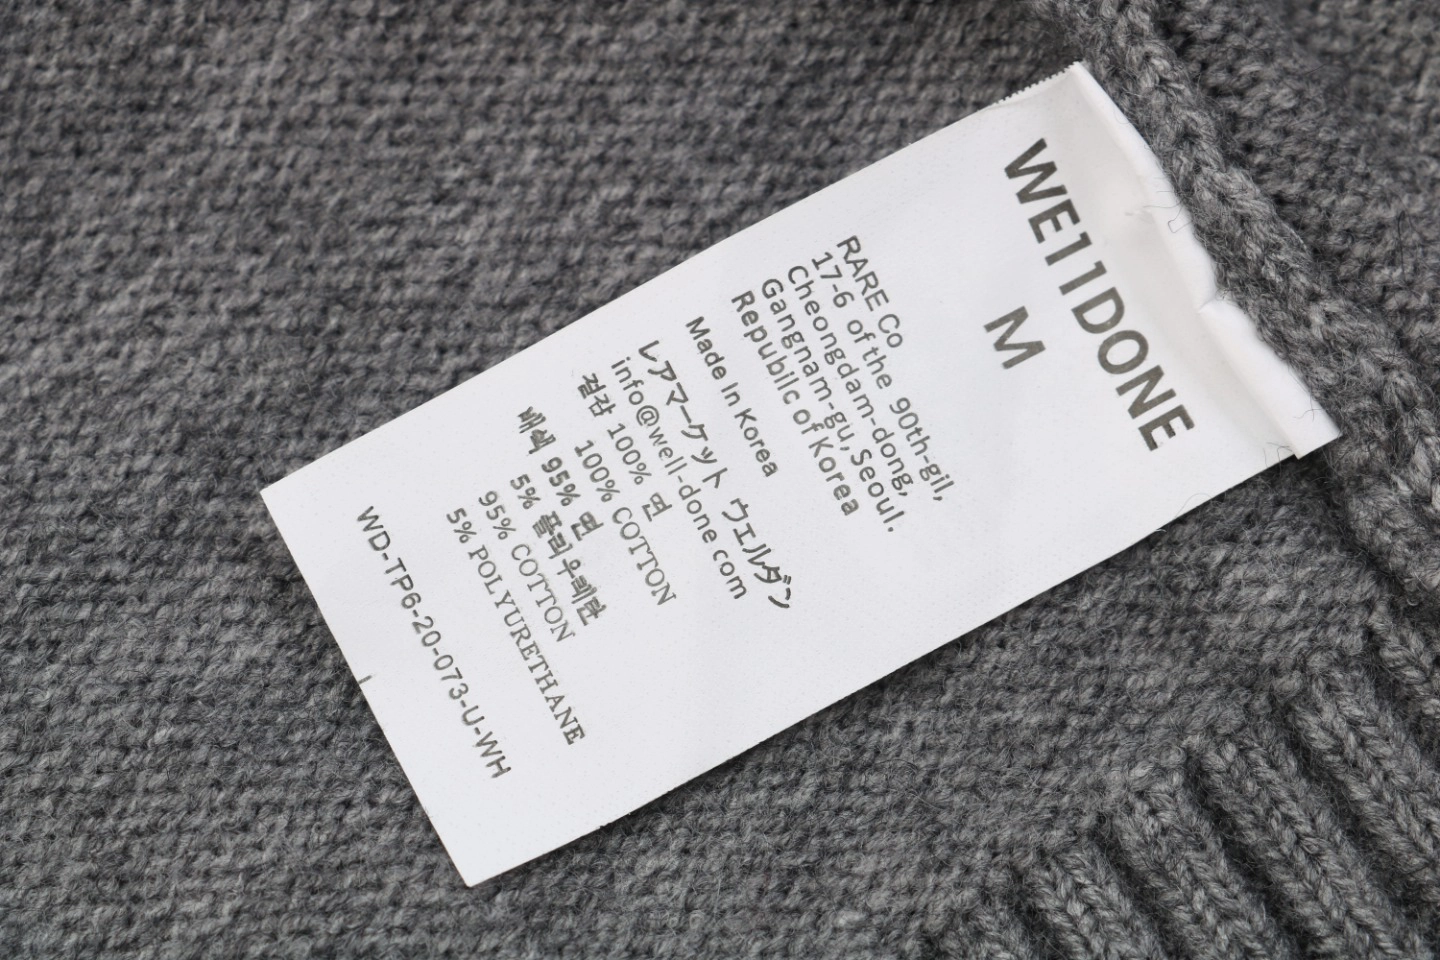 WE11DONE
M
RARE Co
17-6 of the 90th-gil,
Cheongdam-dong,
Gangnam-gu, Seoul.
Republic of Korea
Made In Korea
レアマーケット ウェルダン
info@well-done com
겉감 100% 면
100% COTTON
배색 95% 면
5% 폴리우레탄
95% COTTON
5% POLYURETHANE
WD-TP6-20-073-U-WH